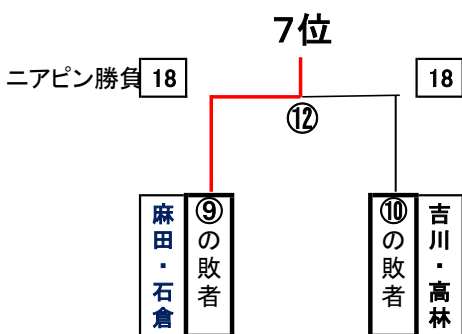 7位
ニアピン勝負 18
18
⑫
麻田・石倉
⑨の敗者
⑩の敗者
吉川・高林